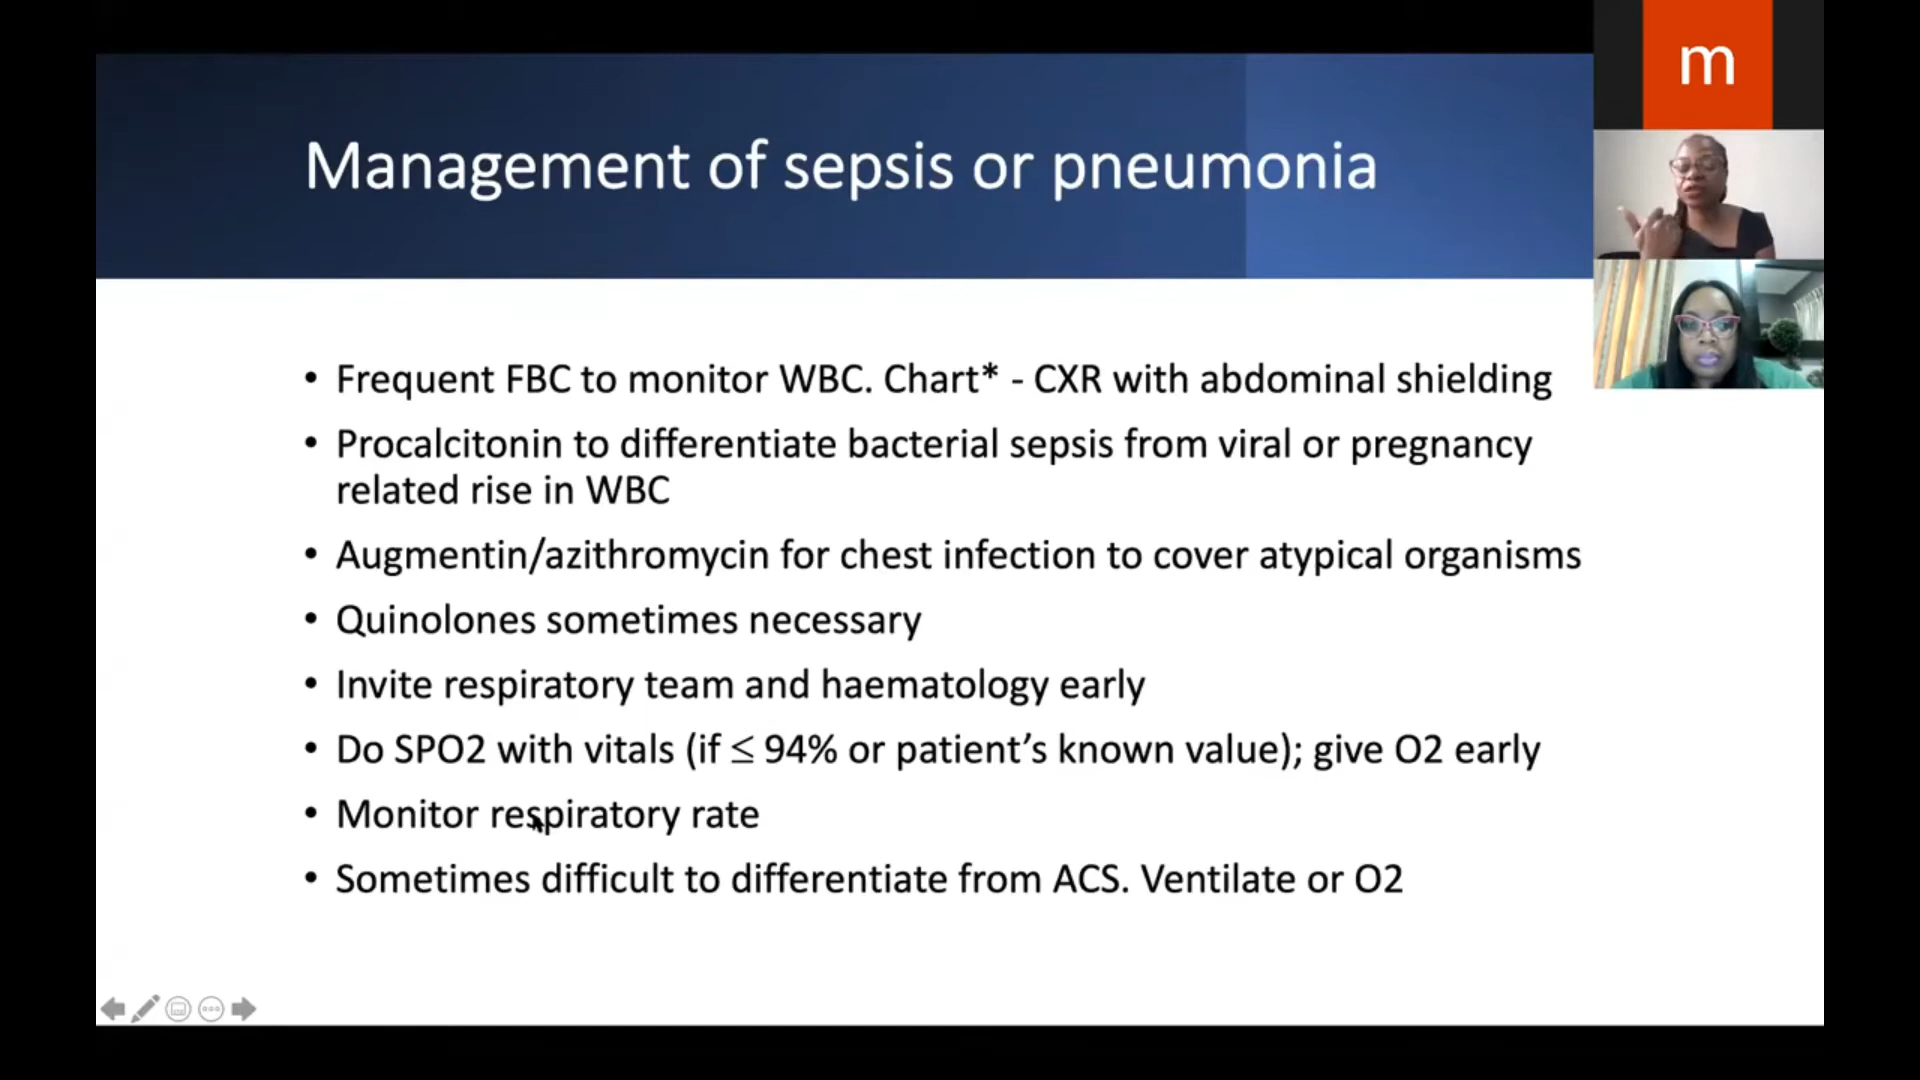 Management of sepsis or pneumonia
m
• Frequent FBC to monitor WBC. Chart* - CXR with abdominal shielding
• Procalcitonin to differentiate bacterial sepsis from viral or pregnancy
related rise in WBC
• Augmentin/azithromycin for chest infection to cover atypical organisms
• Quinolones sometimes necessary
• Invite respiratory team and haematology early
• Do SPO2 with vitals (if ≤ 94% or patient’s known value); give O2 early
• Monitor respiratory rate
• Sometimes difficult to differentiate from ACS. Ventilate or O2